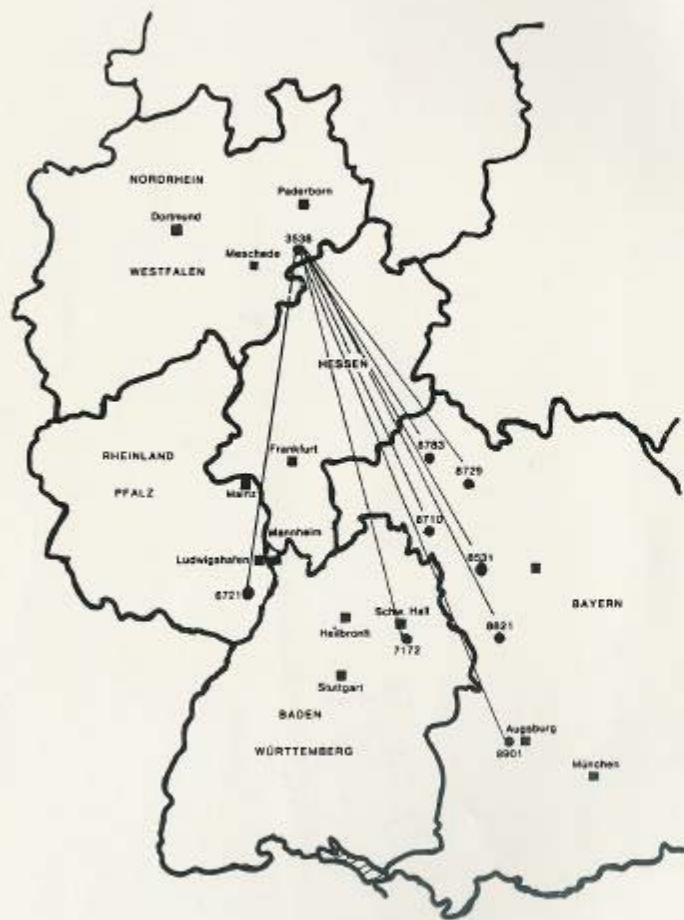 NORDRHEIN
Paderborn
Dortmund
3538
Meschede
WESTFALEN
HESSEN
6783
8729
RHEINLAND
Frankfurt
PFALZ
Mainz
8710
Mannheim
Ludwigshafen
8531
6721
BAYERN
Schw. Hall
Heilbronn
8821
7172
Stuttgart
BADEN
WÜRTTEMBERG
Augsburg
8901
München